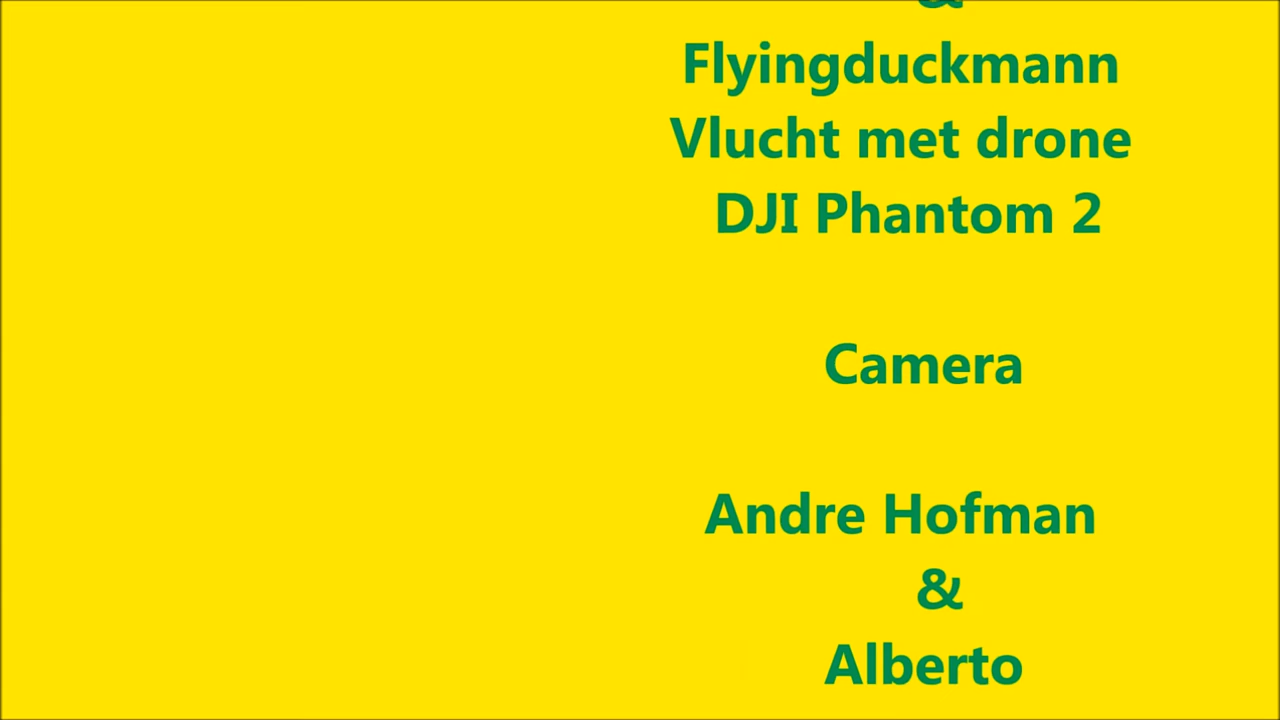 &
Flyingduckmann
Vlucht met drone
DJI Phantom 2
Camera
Andre Hofman
&
Alberto